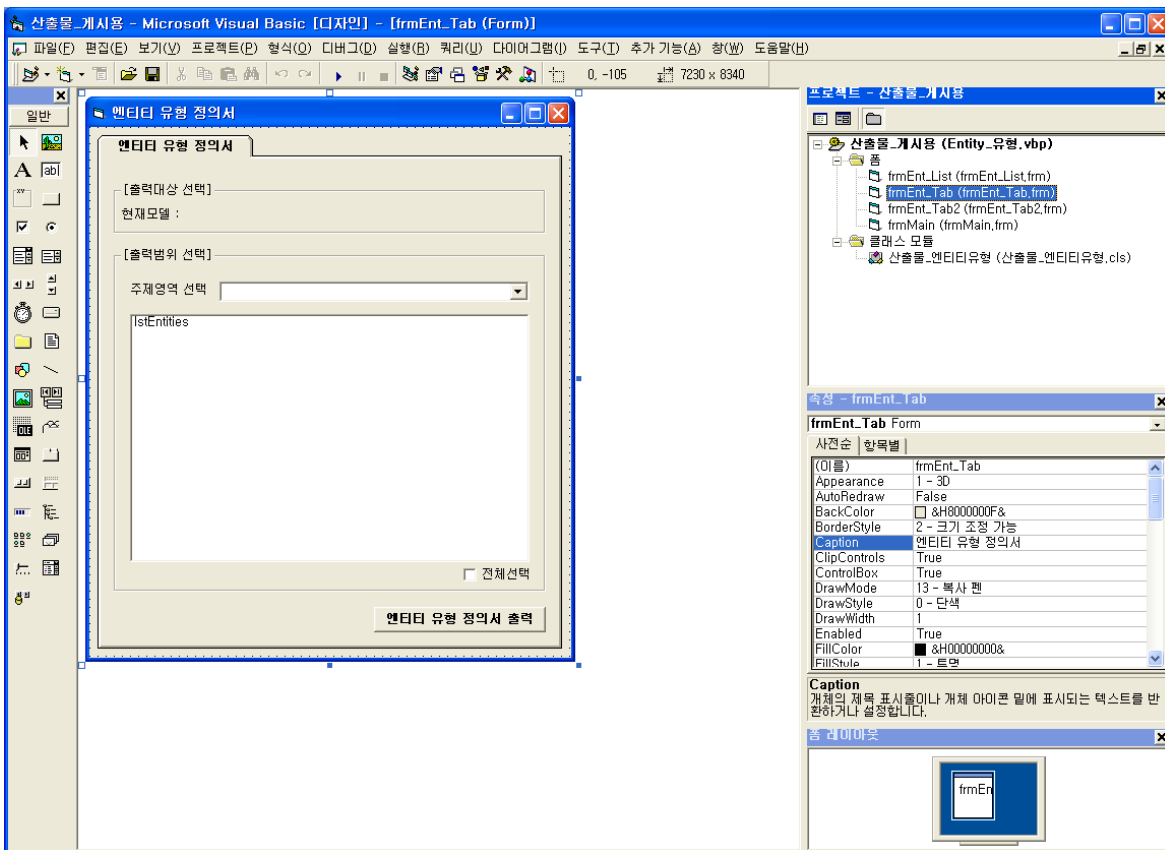 산출물_게시용 - Microsoft Visual Basic [디자인] - [frmEnt_Tab (Form)]
파일(F) 편집(E) 보기(V) 프로젝트(P) 형식(O) 디버그(D) 실행(R) 쿼리(U) 다이어그램(I) 도구(T) 추가 기능(A) 창(W) 도움말(H)
0, -105 7230 x 8340
일반
A ab
xy
OLE
엔티티 유형 정의서
엔티티 유형 정의서
[출력대상 선택]
현재모델 :
[출력범위 선택]
주제영역 선택
lstEntities
전체선택
엔티티 유형 정의서 출력
프로젝트 - 산출물_게시용
산출물_게시용 (Entity_유형.vbp)
폼
frmEnt_List (frmEnt_List.frm)
frmEnt_Tab (frmEnt_Tab.frm)
frmEnt_Tab2 (frmEnt_Tab2.frm)
frmMain (frmMain.frm)
클래스 모듈
산출물_엔티티유형 (산출물_엔티티유형.cls)
속성 - frmEnt_Tab
frmEnt_Tab Form
사전순 항목별
(이름) frmEnt_Tab
Appearance 1 - 3D
AutoRedraw False
BackColor &H8000000F&
BorderStyle 2 - 크기 조정 가능
Caption 엔티티 유형 정의서
ClipControls True
ControlBox True
DrawMode 13 - 복사 펜
DrawStyle 0 - 단색
DrawWidth 1
Enabled True
FillColor &H00000000&
FillStyle 1 - 투명
Caption
개체의 제목 표시줄이나 개체 아이콘 밑에 표시되는 텍스트를 반
환하거나 설정합니다.
폼 레이아웃
frmEn